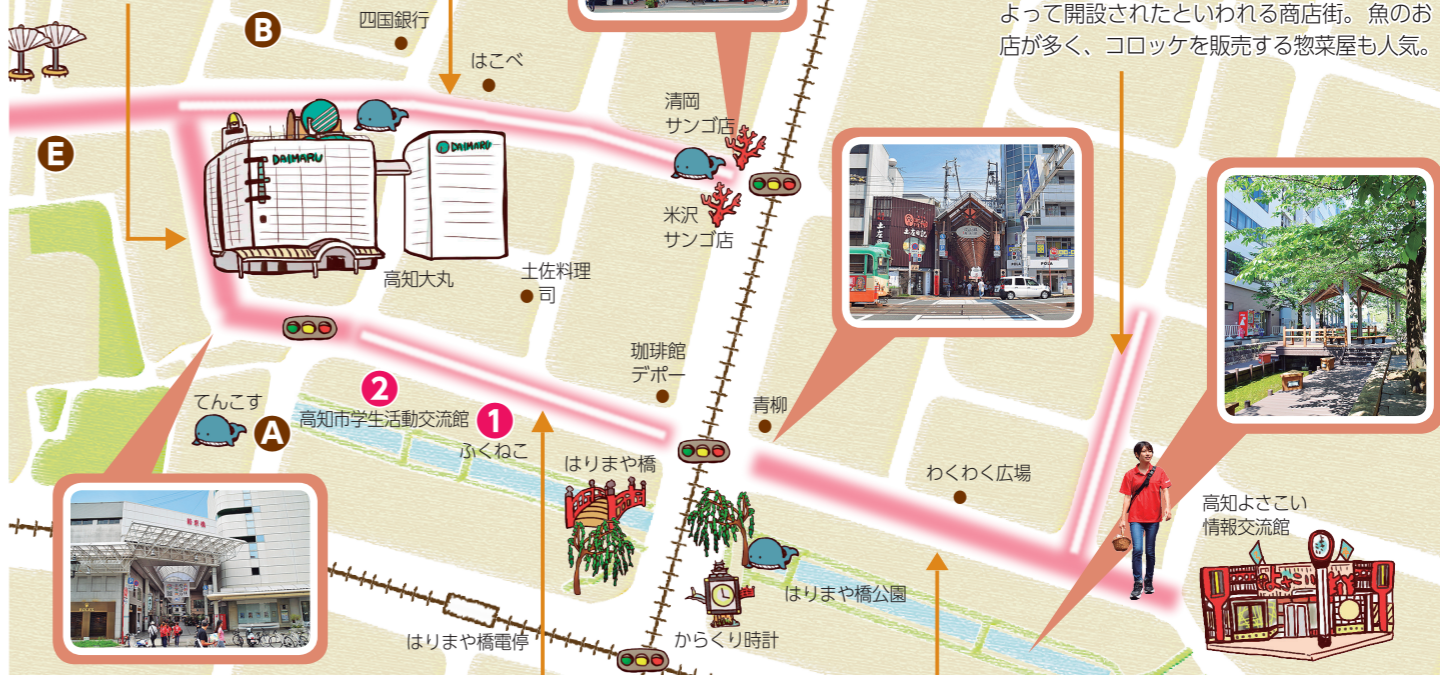 よって開設されたといわれる商店街。魚のお
店が多く、コロッケを販売する惣菜屋も人気。
四国銀行
B
はこべ
清岡
サンゴ店
E
DAIMARU
DAIMARU
米沢
サンゴ店
高知大丸
土佐料理
司
珈琲館
デポー
青柳
てんこす
A
2
高知市学生活動交流館
1
ふくねこ
はりまや橋
わくわく広場
高知よさこい
情報交流館
よさこい
はりまや橋公園
はりまや橋電停
からくり時計